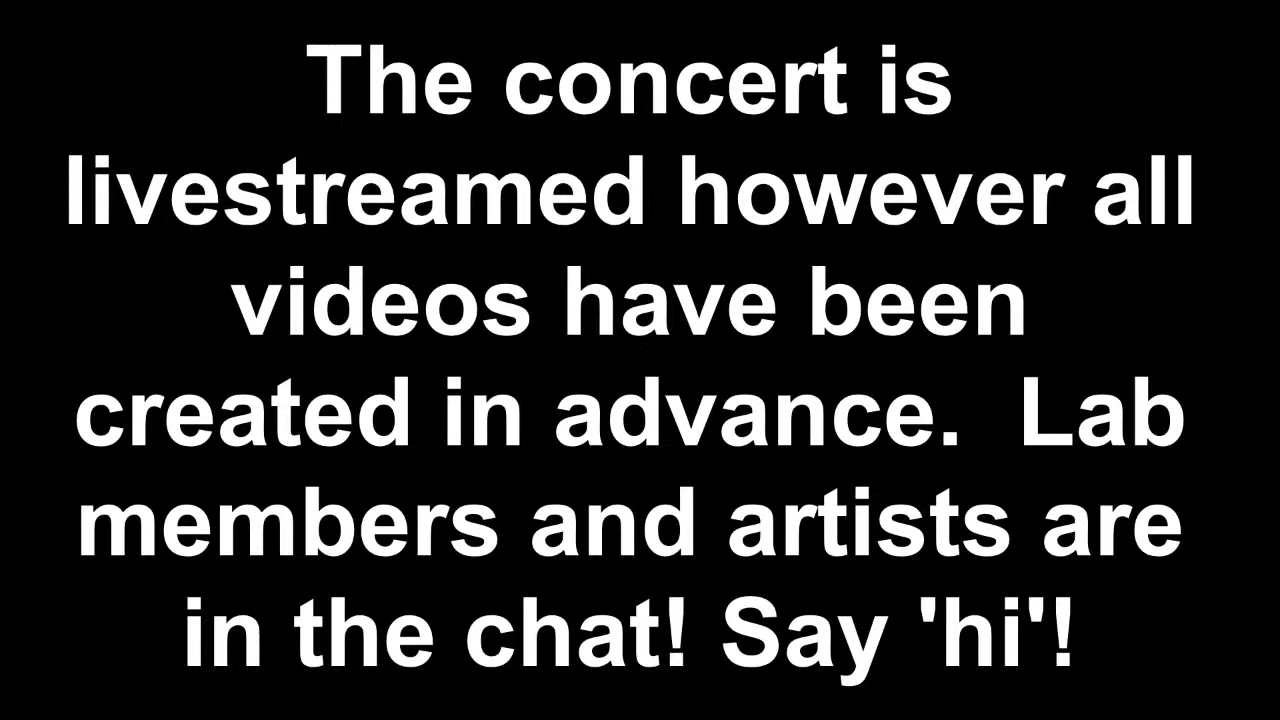 The concert is
livestreamed however all
videos have been
created in advance.  Lab
members and artists are
in the chat! Say 'hi'!